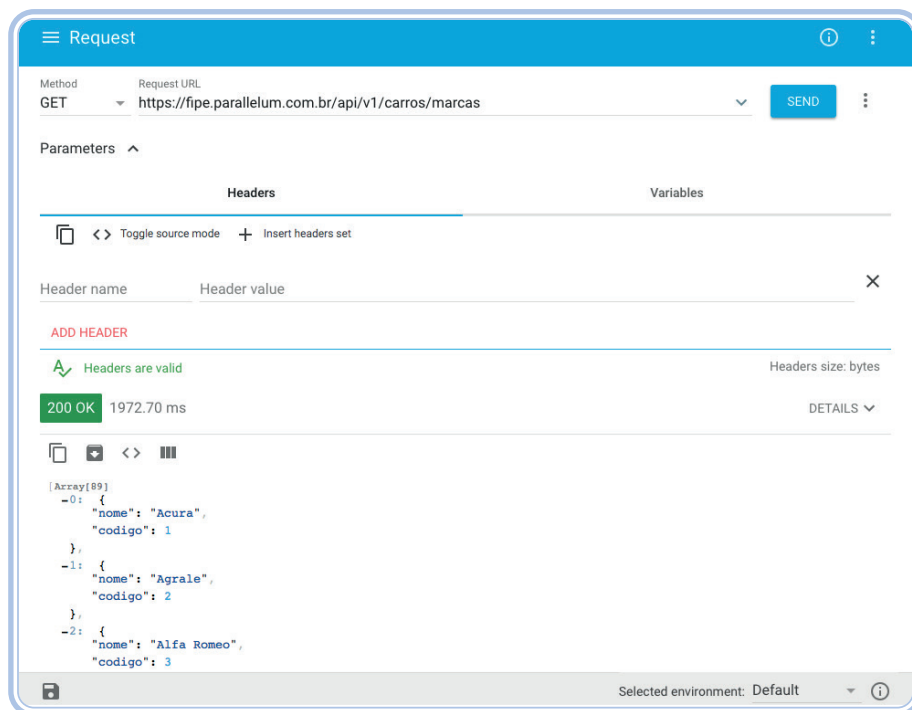 Request
Method
Request URL
GET
https://fipe.parallelum.com.br/api/v1/carros/marcas
SEND
Parameters
Headers
Variables
Toggle source mode
Insert headers set
Header name
Header value
ADD HEADER
Headers are valid
Headers size: bytes
200 OK
1972.70 ms
DETAILS
[Array[89]
-0: {
"nome": "Acura",
"codigo": 1
},
-1: {
"nome": "Agrale",
"codigo": 2
},
-2: {
"nome": "Alfa Romeo",
"codigo": 3
Selected environment: Default